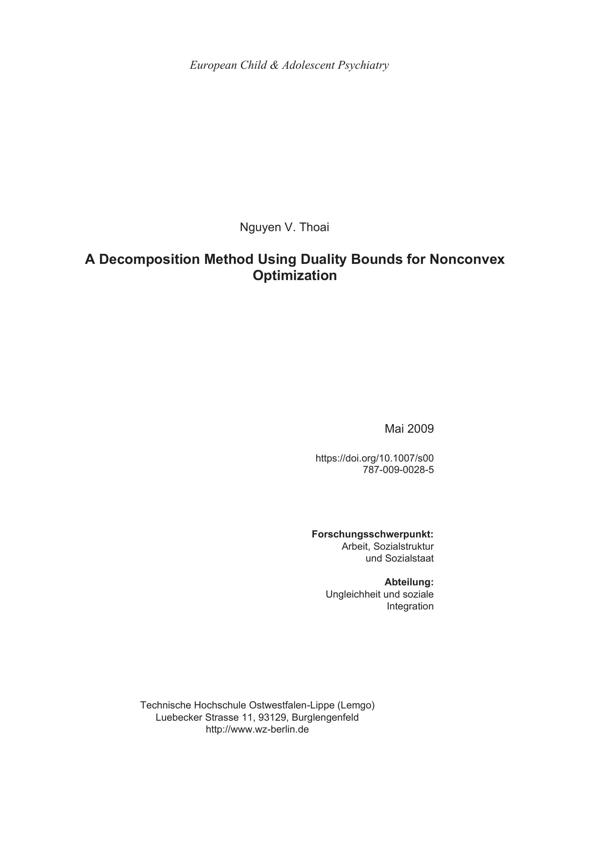 European Child & Adolescent Psychiatry
Nguyen V. Thoai
A Decomposition Method Using Duality Bounds for Nonconvex
Optimization
Mai 2009
https://doi.org/10.1007/s00
787-009-0028-5
Forschungsschwerpunkt:
Arbeit, Sozialstruktur
und Sozialstaat
Abteilung:
Ungleichheit und soziale
Integration
Technische Hochschule Ostwestfalen-Lippe (Lemgo)
Luebecker Strasse 11, 93129, Burglengenfeld
http://www.wz-berlin.de